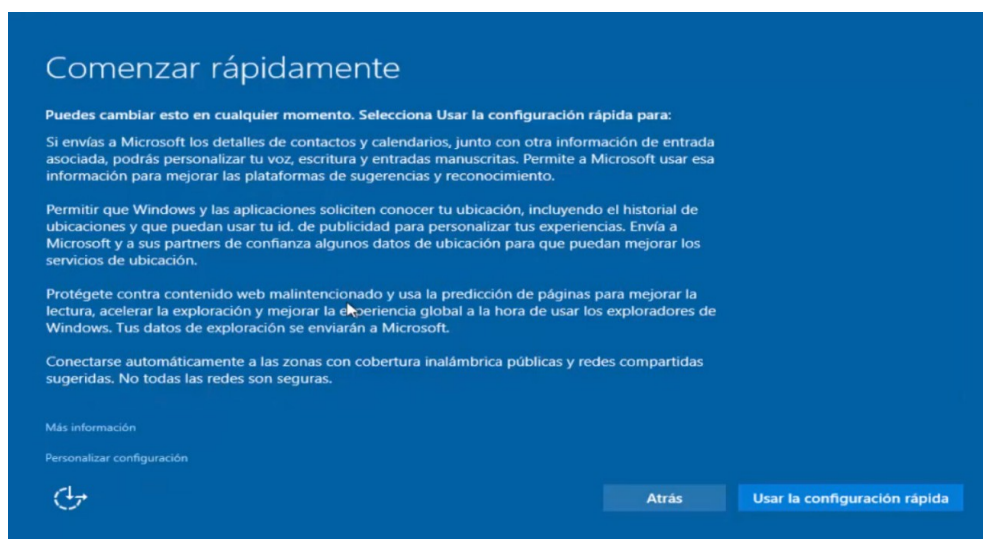 Comenzar rápidamente
Puedes cambiar esto en cualquier momento. Selecciona Usar la configuración rápida para:
Si envías a Microsoft los detalles de contactos y calendarios, junto con otra información de entrada
asociada, podrás personalizar tu voz, escritura y entradas manuscritas. Permite a Microsoft usar esa
información para mejorar las plataformas de sugerencias y reconocimiento.
Permitir que Windows y las aplicaciones soliciten conocer tu ubicación, incluyendo el historial de
ubicaciones y que puedan usar tu id. de publicidad para personalizar tus experiencias. Envía a
Microsoft y a sus partners de confianza algunos datos de ubicación para que puedan mejorar los
servicios de ubicación.
Protégete contra contenido web malintencionado y usa la predicción de páginas para mejorar la
lectura, acelerar la exploración y mejorar la experiencia global a la hora de usar los exploradores de
Windows. Tus datos de exploración se enviarán a Microsoft.
Conectarse automáticamente a las zonas con cobertura inalámbrica públicas y redes compartidas
sugeridas. No todas las redes son seguras.
Más información
Personalizar configuración
Atrás
Usar la configuración rápida